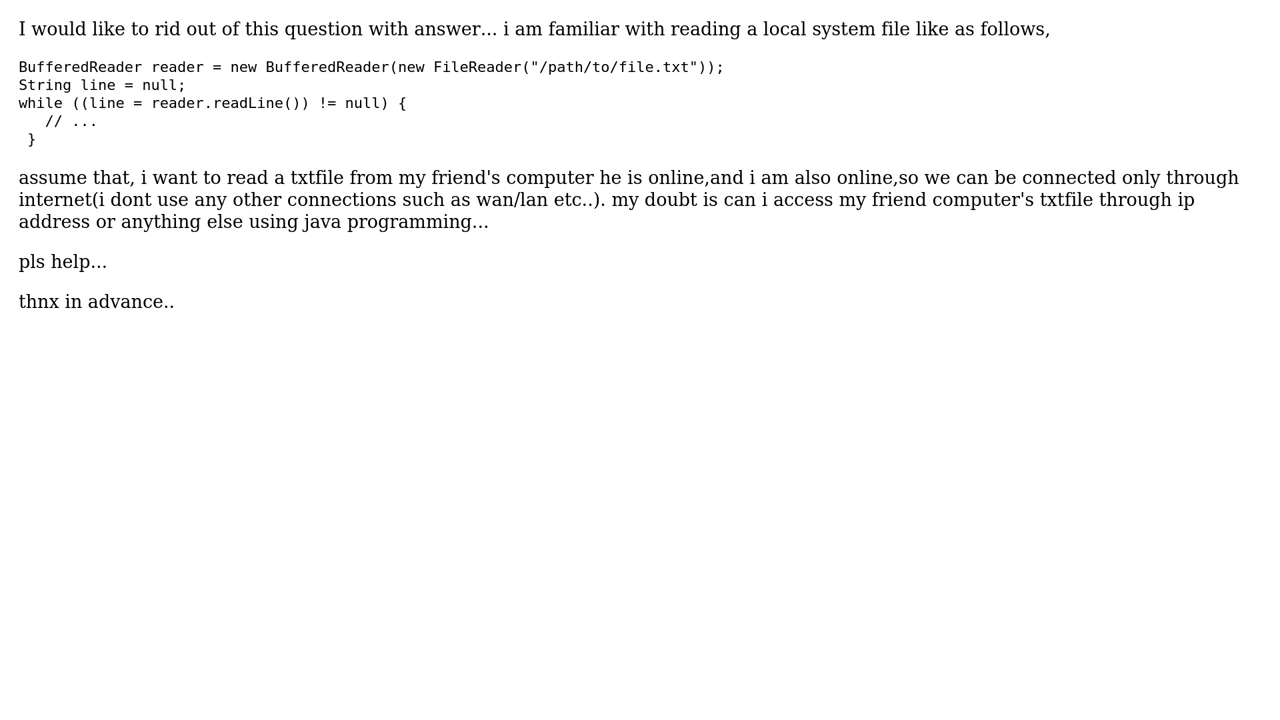 I would like to rid out of this question with answer... i am familiar with reading a local system file like as follows,
BufferedReader reader = new BufferedReader(new FileReader("/path/to/file.txt"));
String line = null;
while ((line = reader.readLine()) != null) {
   // ...
 }
assume that, i want to read a txtfile from my friend's computer he is online,and i am also online,so we can be connected only through
internet(i dont use any other connections such as wan/lan etc..). my doubt is can i access my friend computer's txtfile through ip
address or anything else using java programming...
pls help...
thnx in advance..